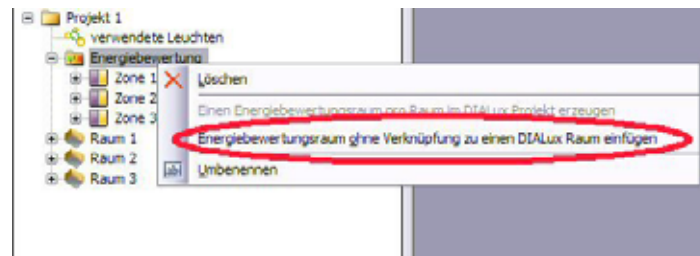 Projekt 1
verwendete Leuchten
Energiebewertung
Zone 1
Löschen
Zone 2
Einen Energiebewertungsraum pro Raum im DIALux Projekt erzeugen
Zone 3
Energiebewertungsraum ohne Verknüpfung zu einen DIALux Raum einfügen
Raum 1
Raum 2
Umbenennen
Raum 3